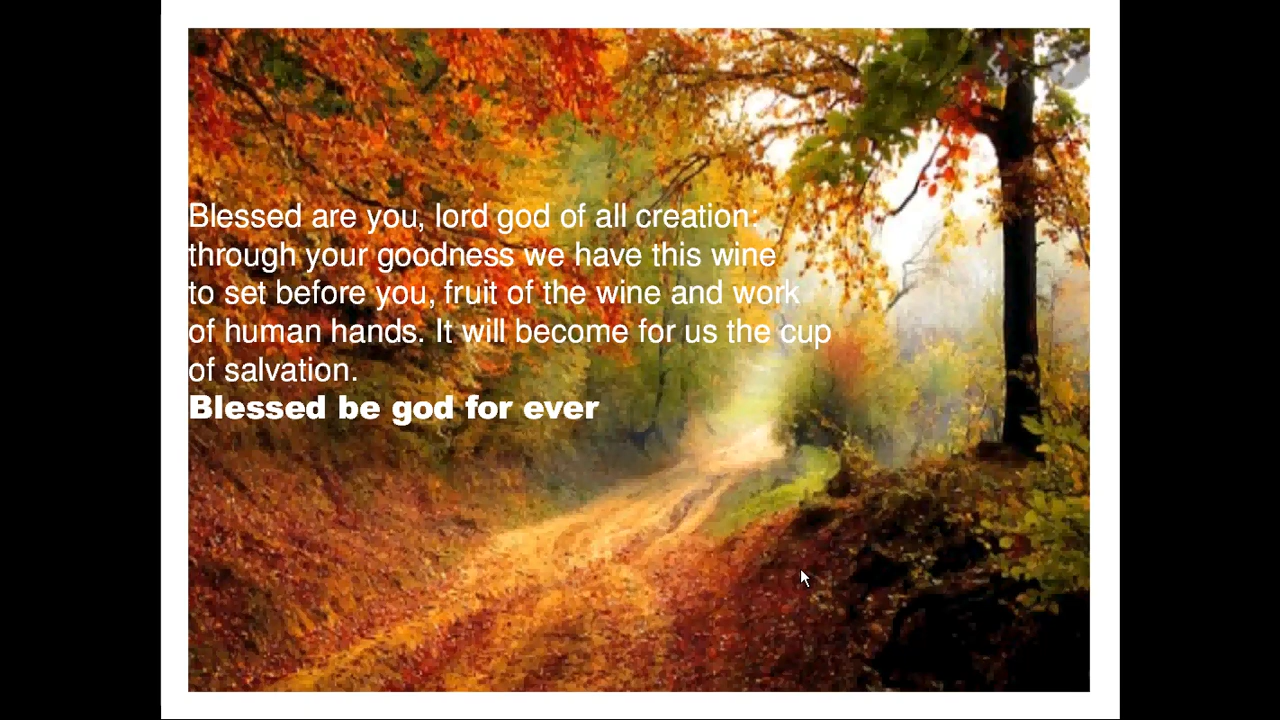 Blessed are you, lord god of all creation:
through your goodness we have this wine
to set before you, fruit of the wine and work
of human hands. It will become for us the cup
of salvation.
Blessed be god for ever